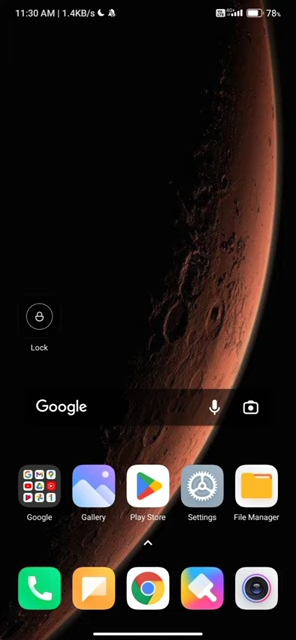 11:30 AM | 1.4KB/s
78%
Lock
Google
Google
Gallery
Play Store
Settings
File Manager